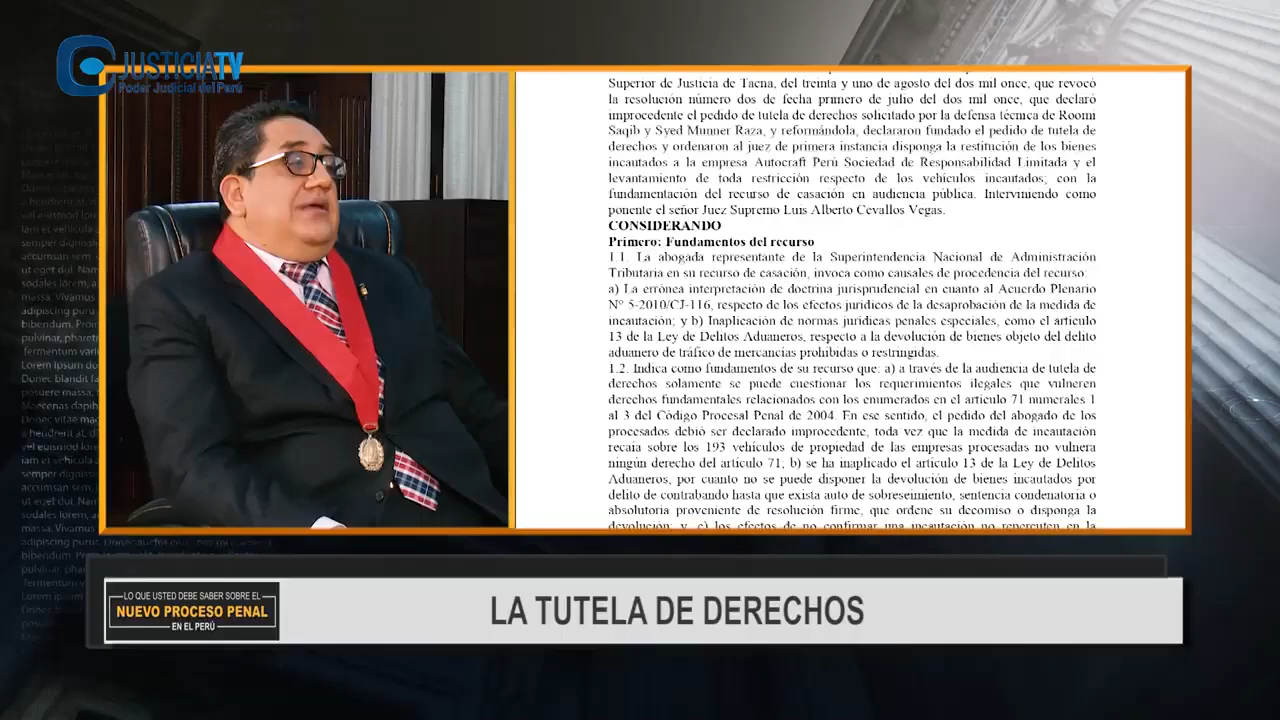 JUSTICIATV
Poder Judicial del Perú
Superior de Justicia de Tacna, del treinta y uno de agosto del dos mil once, que revocó
la resolución número dos de fecha primero de julio del dos mil once, que declaró
improcedente el pedido de tutela de derechos solicitado por la defensa técnica de Roomi
Saqib y Syed Munner Raza, y reformándola, declararon fundado el pedido de tutela de
derechos y ordenaron al juez de primera instancia disponga la restitución de los bienes
incautados a la empresa Autocraft Perú Sociedad de Responsabilidad Limitada y el
levantamiento de toda restricción respecto de los vehículos incautados; con la
fundamentación del recurso de casación en audiencia pública. Interviniendo como
ponente el señor Juez Supremo Luis Alberto Cevallos Vegas.
CONSIDERANDO
Primero: Fundamentos del recurso
1.1. La abogada representante de la Superintendencia Nacional de Administración
Tributaria en su recurso de casación, invoca como causales de procedencia del recurso:
a) La errónea interpretación de doctrina jurisprudencial en cuanto al Acuerdo Plenario
N° 5-2010/CJ-116, respecto de los efectos jurídicos de la desaprobación de la medida de
incautación; y b) Inaplicación de normas jurídicas penales especiales, como el artículo
13 de la Ley de Delitos Aduaneros, respecto a la devolución de bienes objeto del delito
aduanero de tráfico de mercancías prohibidas o restringidas.
1.2. Indica como fundamentos de su recurso que: a) a través de la audiencia de tutela de
derechos solamente se puede cuestionar los requerimientos ilegales que vulneren
derechos fundamentales relacionados con los enumerados en el artículo 71 numerales 1
al 3 del Código Procesal Penal de 2004. En ese sentido, el pedido del abogado de los
procesados debió ser declarado improcedente, toda vez que la medida de incautación
recaía sobre los 193 vehículos de propiedad de las empresas procesadas no vulnera
ningún derecho del artículo 71; b) se ha inaplicado el artículo 13 de la Ley de Delitos
Aduaneros, por cuanto no se puede disponer la devolución de bienes incautados por
delito de contrabando hasta que exista auto de sobreseimiento, sentencia condenatoria o
absolutoria proveniente de resolución firme, que ordene su decomiso o disponga la
devolución; y, c) los efectos de no confirmar una incautación no repercuten en la
LO QUE USTED DEBE SABER SOBRE EL
NUEVO PROCESO PENAL
EN EL PERÚ
LA TUTELA DE DERECHOS